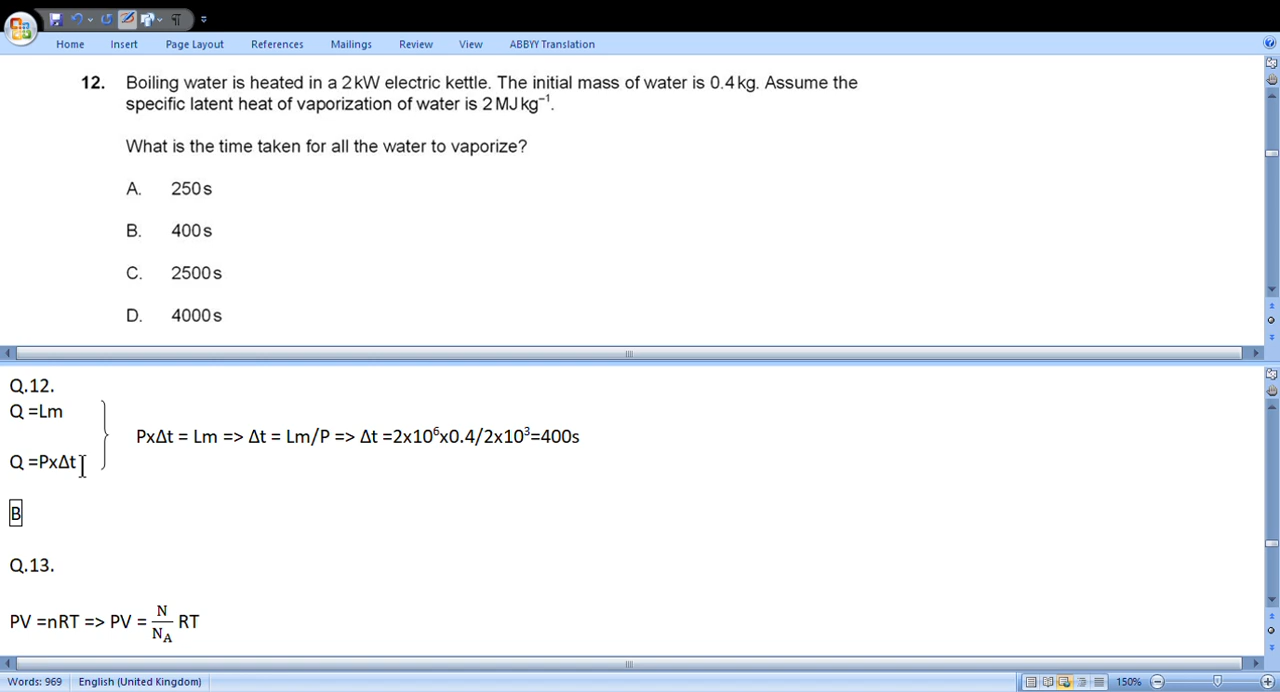 Home Insert Page Layout References Mailings Review View ABBYY Translation
12. Boiling water is heated in a 2 kW electric kettle. The initial mass of water is 0.4 kg. Assume the
specific latent heat of vaporization of water is 2 MJ kg⁻¹.
What is the time taken for all the water to vaporize?
A. 250 s
B. 400 s
C. 2500 s
D. 4000 s
Q.12.
Q =Lm
PxΔt = Lm => Δt = Lm/P => Δt =2x10⁶x0.4/2x10³=400s
Q =PxΔt
B
Q.13.
PV =nRT => PV = N/N_A RT
Words: 969 English (United Kingdom) 150%